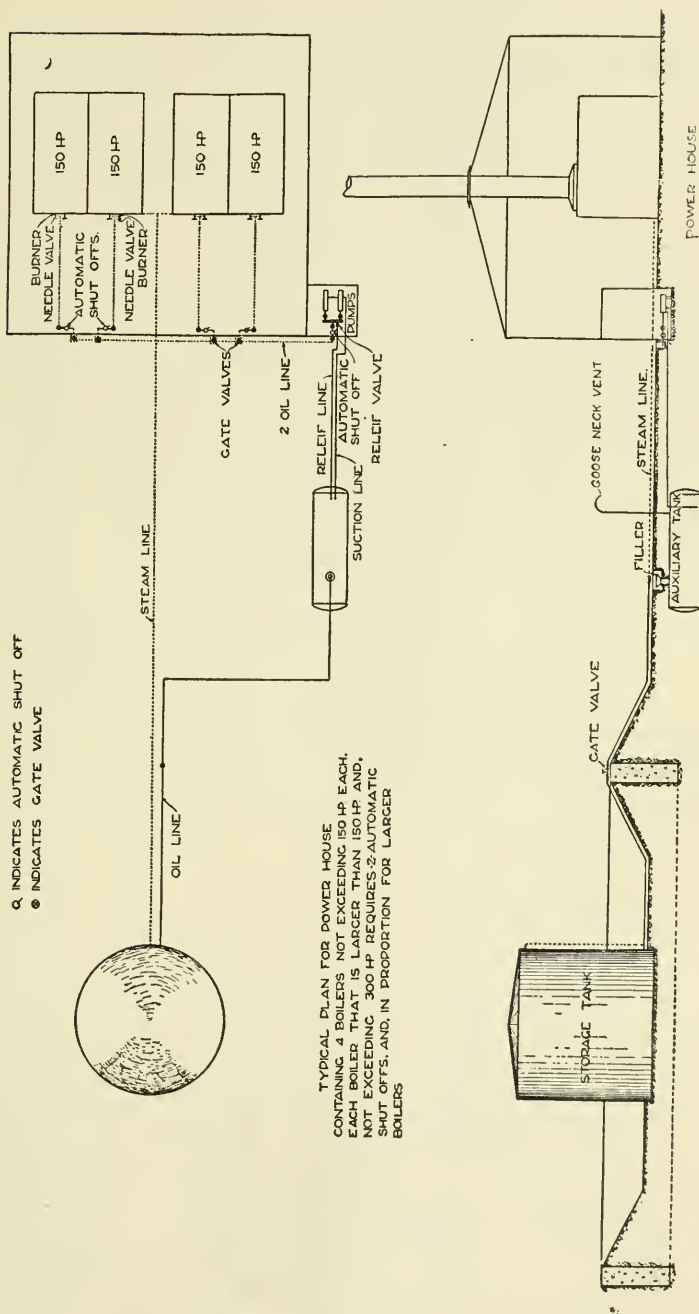 Q INDICATES AUTOMATIC SHUT OFF
⊗ INDICATES GATE VALVE
BURNER
NEEDLE VALVE
AUTOMATIC
SHUT OFFS.
NEEDLE VALVE
BURNER
150 HP
150 HP
150 HP
150 HP
STEAM LINE
OIL LINE
GATE VALVES
2 OIL LINE
RELEIF LINE
SUCTION LINE
AUTOMATIC
SHUT OFF
RELEIF VALVE
PUMPS
TYPICAL PLAN FOR POWER HOUSE
CONTAINING 4 BOILERS NOT EXCEEDING 150 HP. EACH.
EACH BOILER THAT IS LARGER THAN 150 HP. AND,
NOT EXCEEDING 300 HP REQUIRES -2- AUTOMATIC
SHUT OFFS. AND, IN PROPORTION FOR LARGER
BOILERS
STORAGE TANK
GATE VALVE
FILLER
GOOSE NECK VENT
STEAM LINE.
AUXILIARY TANK
POWER HOUSE